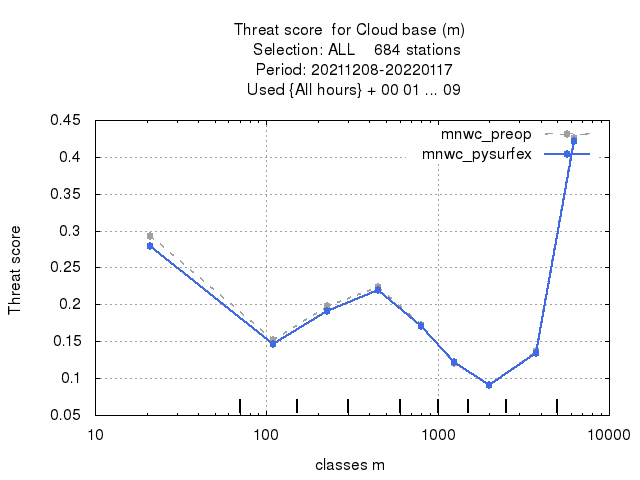 Threat score  for Cloud base (m)
Selection: ALL    684 stations
Period: 20211208-20220117
Used {All hours} + 00 01 ... 09
mnwc_preop
mnwc_pysurfex
Threat score
0.45
0.4
0.35
0.3
0.25
0.2
0.15
0.1
0.05
10
100
1000
10000
classes m